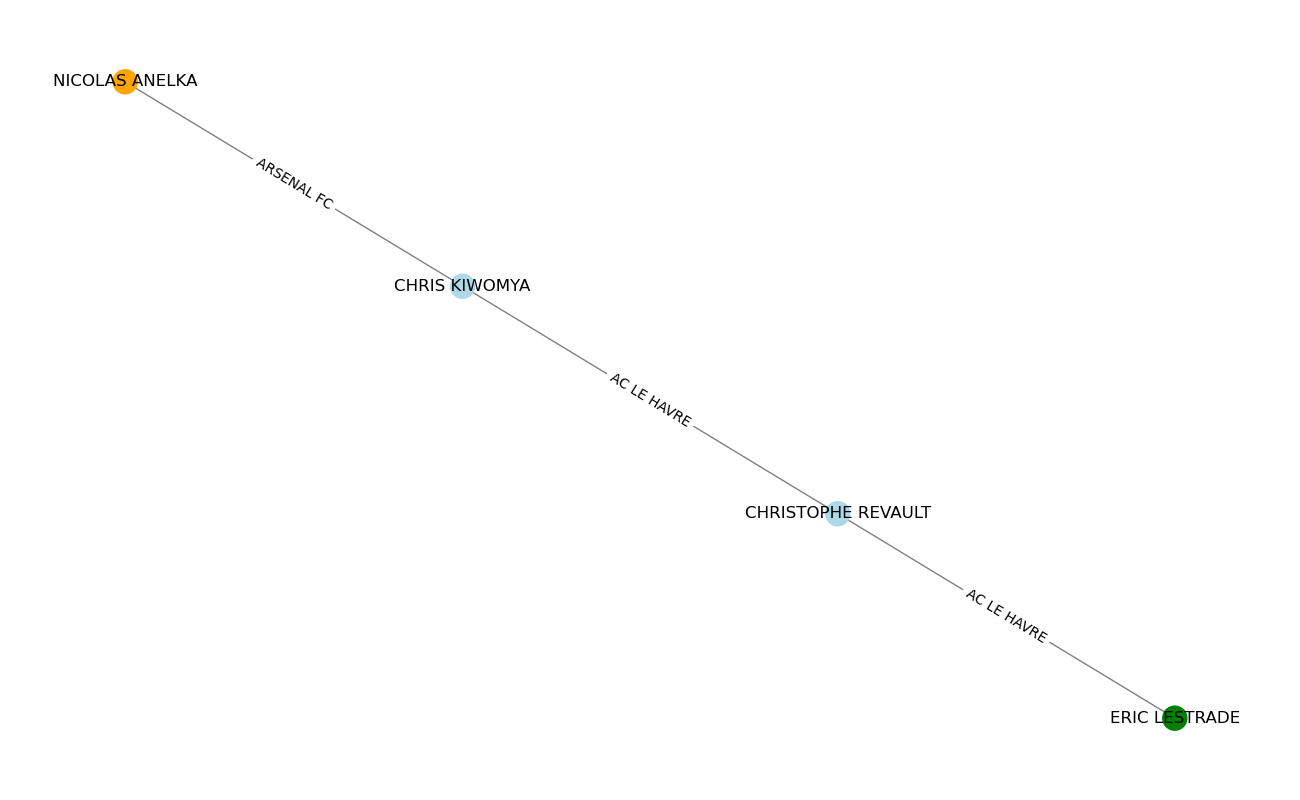 NICOLAS ANELKA
ARSENAL FC
CHRIS KIWOMYA
AC LE HAVRE
CHRISTOPHE REVAULT
AC LE HAVRE
ERIC LESTRADE